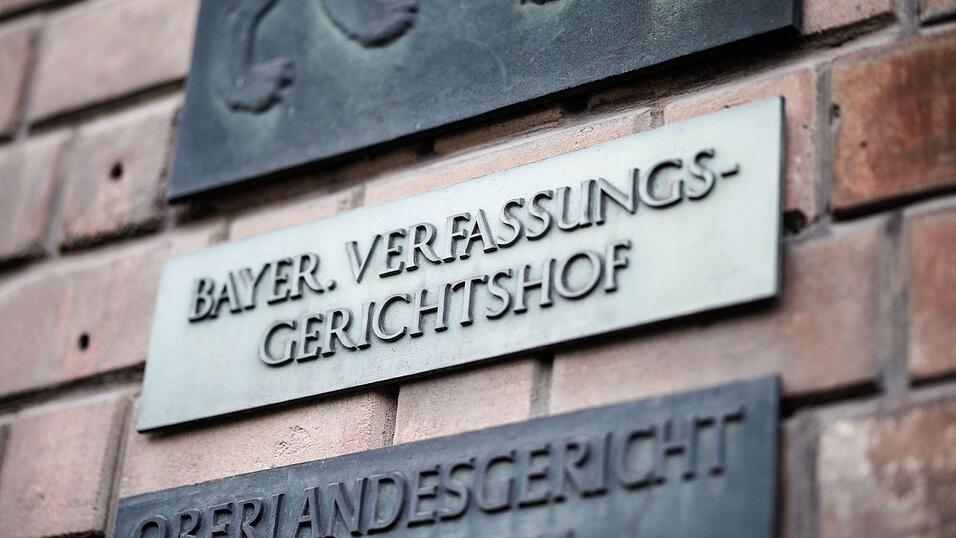 BAYER. VERFASSUNGS-
GERICHTSHOF
OBERLANDESGERICHT